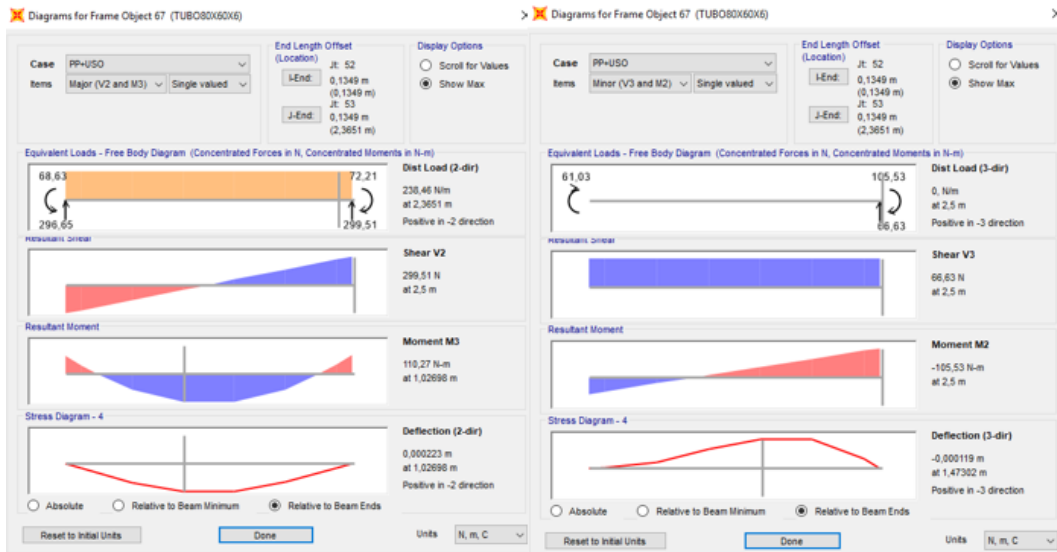 Diagrams for Frame Object 67 (TUBO80X60X6)
Case PP+USO
Items Major (V2 and M3) Single valued
End Length Offset
(Location)
Jt: 52
I-End: 0,1349 m
(0,1349 m)
Jt: 53
J-End: 0,1349 m
(2,3651 m)
Display Options
Scroll for Values
Show Max
Equivalent Loads - Free Body Diagram (Concentrated Forces in N, Concentrated Moments in N-m)
68,63 72,21
296,65 299,51
Dist Load (2-dir)
238,46 N/m
at 2,3651 m
Positive in -2 direction
Resultant Shear
Shear V2
299,51 N
at 2,5 m
Resultant Moment
Moment M3
110,27 N-m
at 1,02698 m
Stress Diagram - 4
Deflection (2-dir)
0,000223 m
at 1,02698 m
Positive in -2 direction
Absolute Relative to Beam Minimum Relative to Beam Ends
Reset to Initial Units Done Units N, m, C
Diagrams for Frame Object 67 (TUBO80X60X6)
Case PP+USO
Items Minor (V3 and M2) Single valued
End Length Offset
(Location)
Jt: 52
I-End: 0,1349 m
(0,1349 m)
Jt: 53
J-End: 0,1349 m
(2,3651 m)
Display Options
Scroll for Values
Show Max
Equivalent Loads - Free Body Diagram (Concentrated Forces in N, Concentrated Moments in N-m)
61,03 105,53
66,63
Dist Load (3-dir)
0, N/m
at 2,5 m
Positive in -3 direction
Resultant Shear
Shear V3
66,63 N
at 2,5 m
Resultant Moment
Moment M2
-105,53 N-m
at 2,5 m
Stress Diagram - 4
Deflection (3-dir)
-0,000119 m
at 1,47302 m
Positive in -3 direction
Absolute Relative to Beam Minimum Relative to Beam Ends
Reset to Initial Units Done Units N, m, C